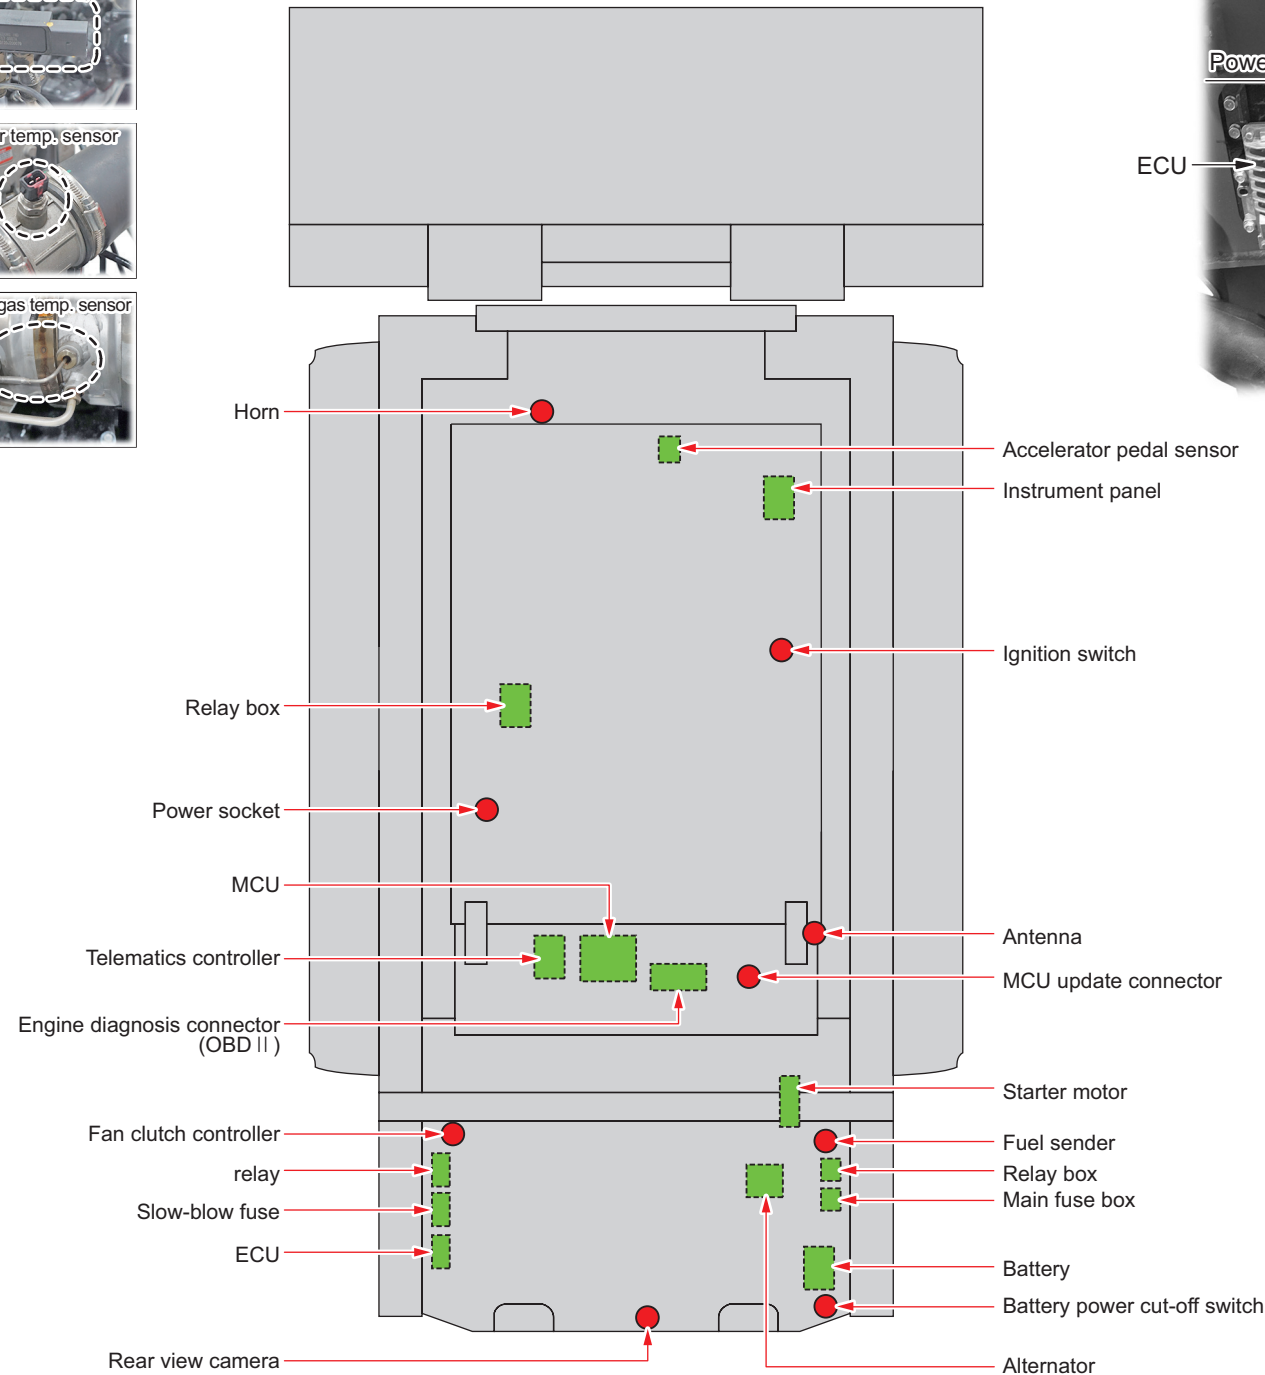 temp. sensor
gas temp. sensor
ECU
Horn
Accelerator pedal sensor
Instrument panel
Ignition switch
Relay box
Power socket
MCU
Antenna
Telematics controller
MCU update connector
Engine diagnosis connector
(OBD II)
Starter motor
Fan clutch controller
Fuel sender
relay
Relay box
Slow-blow fuse
Main fuse box
ECU
Battery
Battery power cut-off switch
Rear view camera
Alternator